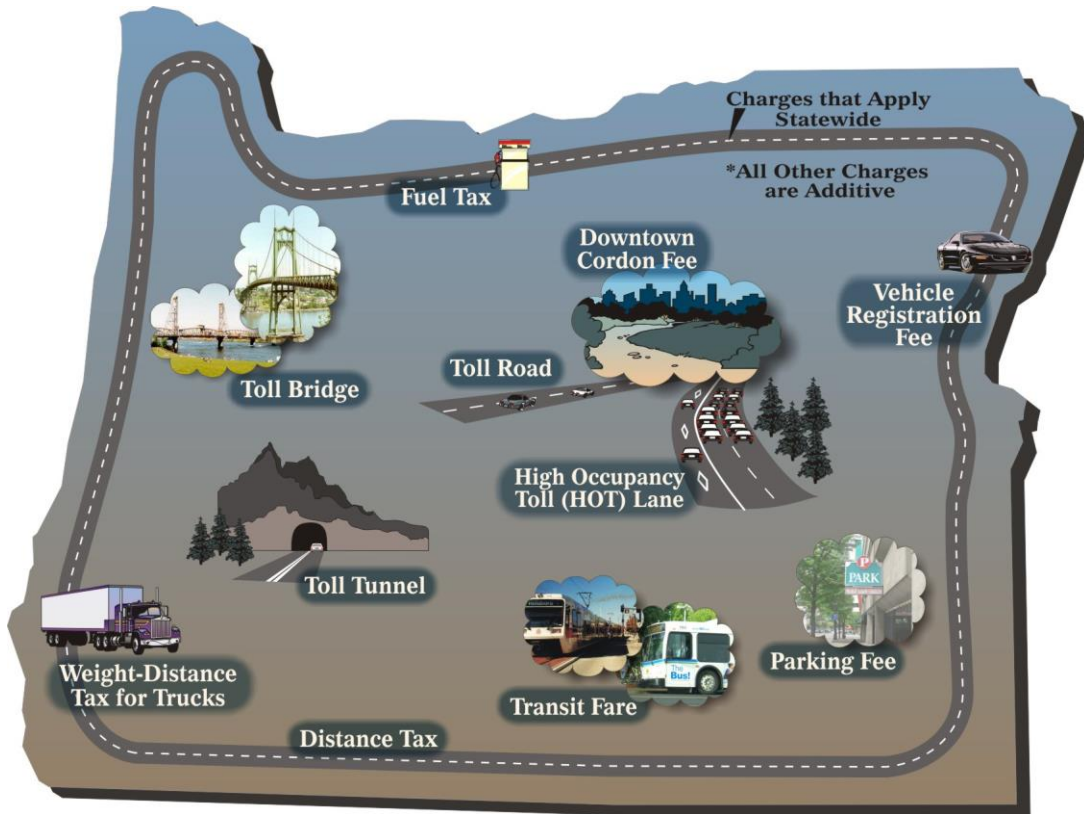 Charges that Apply
Statewide
*All Other Charges
are Additive
Fuel Tax
Downtown
Cordon Fee
Vehicle
Registration
Fee
Toll Bridge
Toll Road
High Occupancy
Toll (HOT) Lane
Toll Tunnel
P
PARK
Weight-Distance
Tax for Trucks
The
Bus!
Transit Fare
Parking Fee
Distance Tax